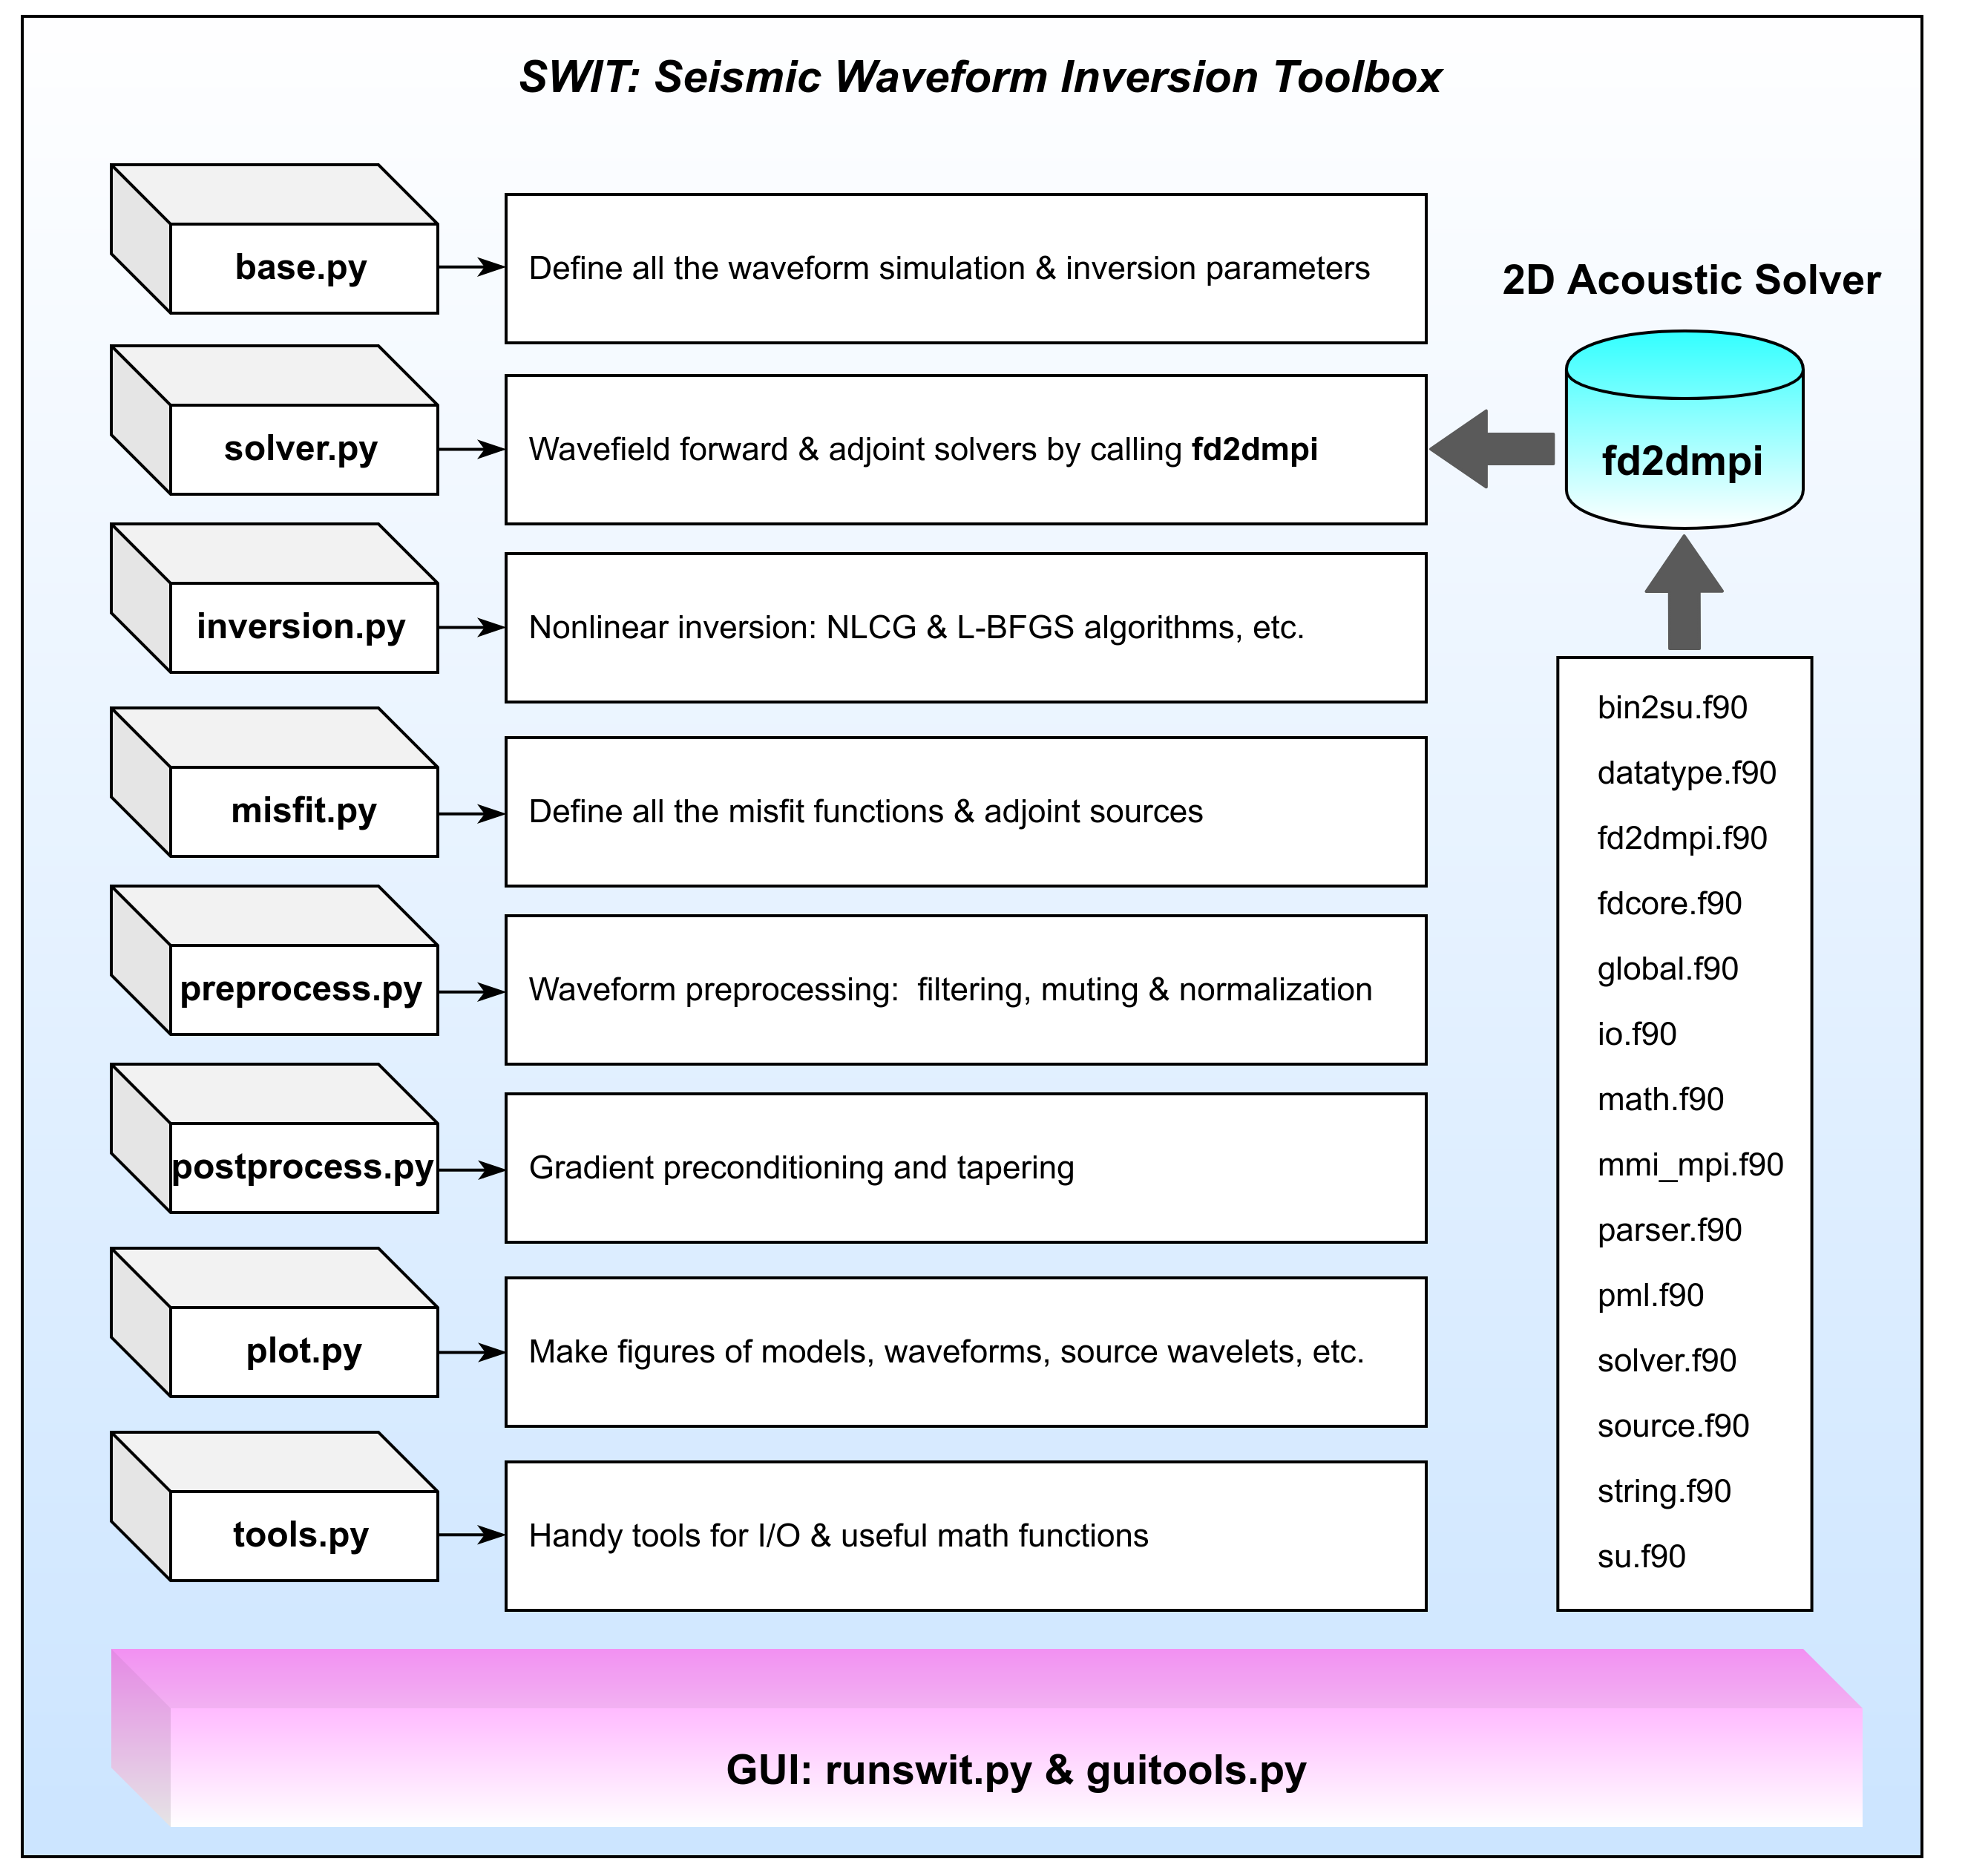 SWIT: Seismic Waveform Inversion Toolbox
base.py
Define all the waveform simulation & inversion parameters
solver.py
Wavefield forward & adjoint solvers by calling fd2dmpi
inversion.py
Nonlinear inversion: NLCG & L-BFGS algorithms, etc.
misfit.py
Define all the misfit functions & adjoint sources
preprocess.py
Waveform preprocessing:  filtering, muting & normalization
postprocess.py
Gradient preconditioning and tapering
plot.py
Make figures of models, waveforms, source wavelets, etc.
tools.py
Handy tools for I/O & useful math functions
2D Acoustic Solver
fd2dmpi
bin2su.f90
datatype.f90
fd2dmpi.f90
fdcore.f90
global.f90
io.f90
math.f90
mmi_mpi.f90
parser.f90
pml.f90
solver.f90
source.f90
string.f90
su.f90
GUI: runswit.py & guitools.py